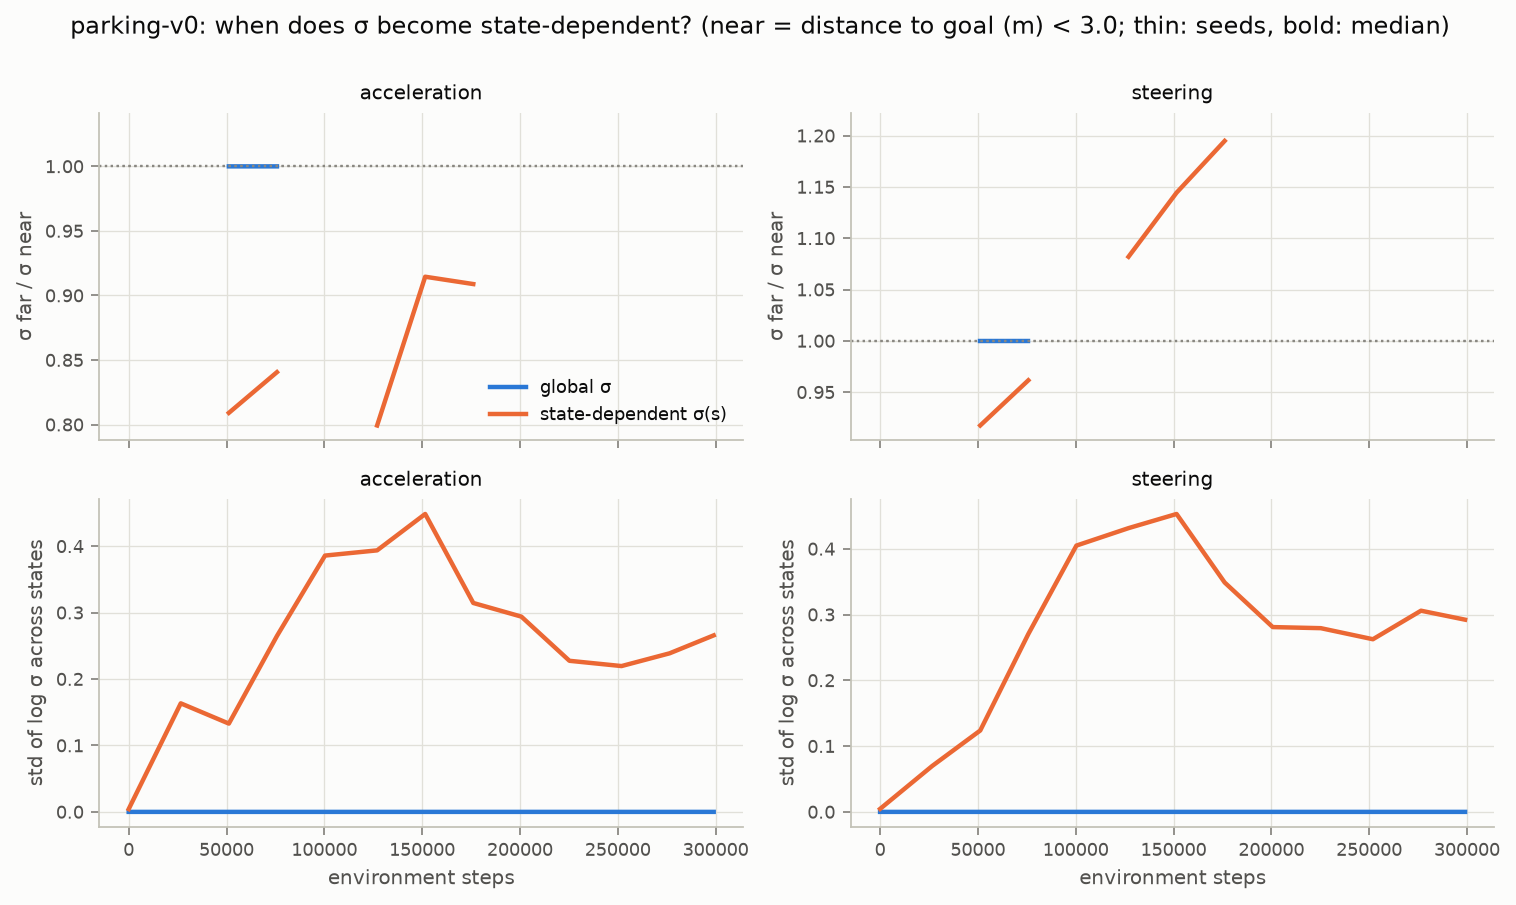 parking-v0: when does σ become state-dependent? (near = distance to goal (m) < 3.0; thin: seeds, bold: median)
acceleration
σ far / σ near
1.00
0.95
0.90
0.85
0.80
global σ
state-dependent σ(s)
steering
σ far / σ near
1.20
1.15
1.10
1.05
1.00
0.95
acceleration
std of log σ across states
0.4
0.3
0.2
0.1
0.0
0 50000 100000 150000 200000 250000 300000
environment steps
steering
std of log σ across states
0.4
0.3
0.2
0.1
0.0
0 50000 100000 150000 200000 250000 300000
environment steps